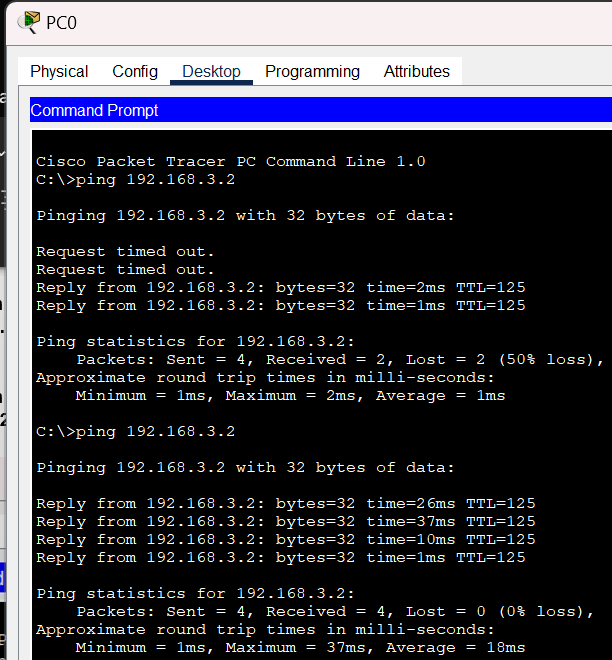 PC0
Physical Config Desktop Programming Attributes
Command Prompt
Cisco Packet Tracer PC Command Line 1.0
C:\>ping 192.168.3.2
Pinging 192.168.3.2 with 32 bytes of data:
Request timed out.
Request timed out.
Reply from 192.168.3.2: bytes=32 time=2ms TTL=125
Reply from 192.168.3.2: bytes=32 time=1ms TTL=125
Ping statistics for 192.168.3.2:
Packets: Sent = 4, Received = 2, Lost = 2 (50% loss),
Approximate round trip times in milli-seconds:
Minimum = 1ms, Maximum = 2ms, Average = 1ms
C:\>ping 192.168.3.2
Pinging 192.168.3.2 with 32 bytes of data:
Reply from 192.168.3.2: bytes=32 time=26ms TTL=125
Reply from 192.168.3.2: bytes=32 time=37ms TTL=125
Reply from 192.168.3.2: bytes=32 time=10ms TTL=125
Reply from 192.168.3.2: bytes=32 time=1ms TTL=125
Ping statistics for 192.168.3.2:
Packets: Sent = 4, Received = 4, Lost = 0 (0% loss),
Approximate round trip times in milli-seconds:
Minimum = 1ms, Maximum = 37ms, Average = 18ms